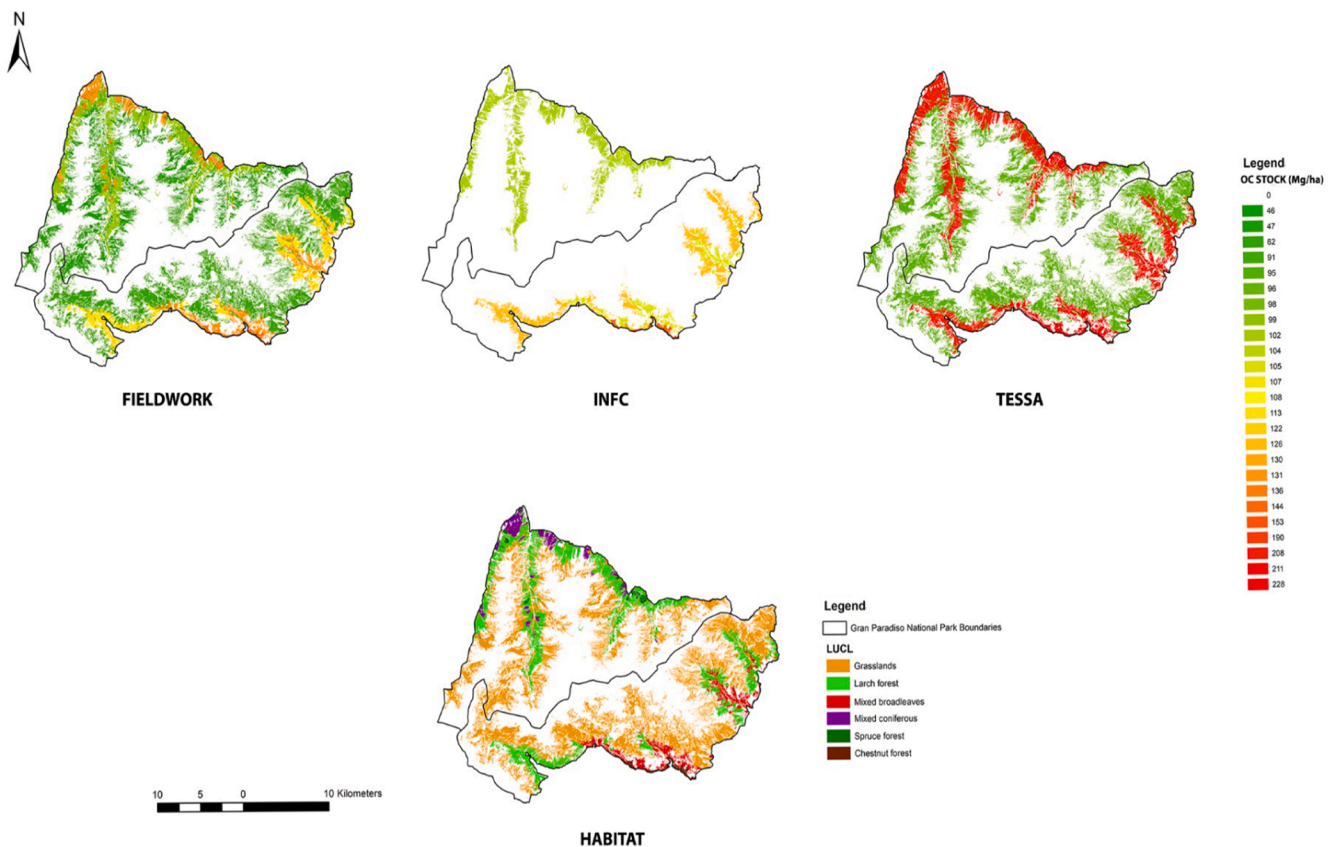 N
FIELDWORK
INFC
TESSA
Legend
OC STOCK (Mg/ha)
0
46
47
62
91
95
96
98
99
102
104
105
107
108
113
122
126
130
131
136
144
153
190
208
211
228
Legend
Gran Paradiso National Park Boundaries
LUCL
Grasslands
Larch forest
Mixed broadleaves
Mixed coniferous
Spruce forest
Chestnut forest
10 5 0 10 Kilometers
HABITAT